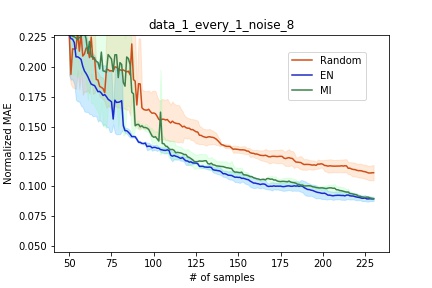 data_1_every_1_noise_8
Normalized MAE
0.225
0.200
0.175
0.150
0.125
0.100
0.075
0.050
Random
EN
MI
50 75 100 125 150 175 200 225
# of samples